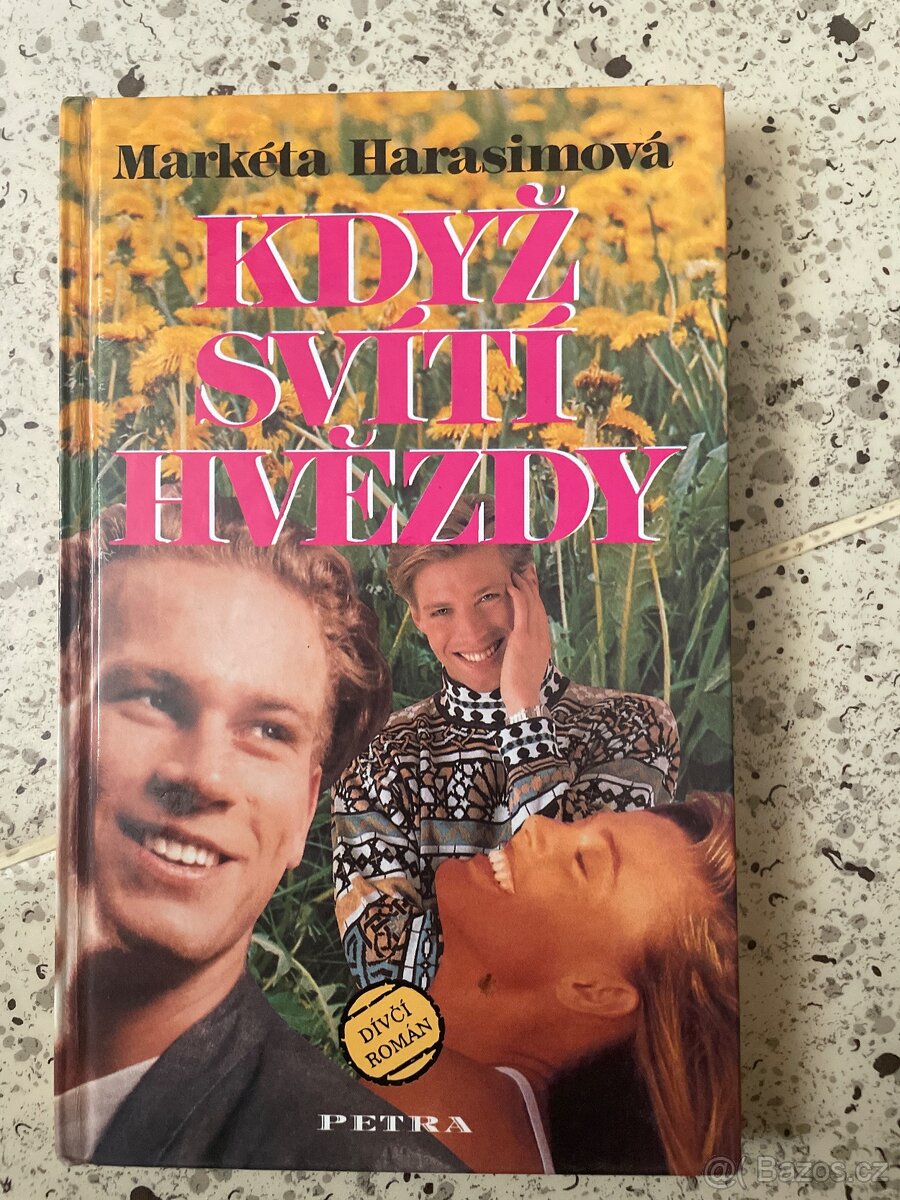 Markéta Harasimová
KDYŽ
SVÍTÍ
HVĚZDY
DÍVČÍ
ROMÁN
PETRA
@ Bazos.cz